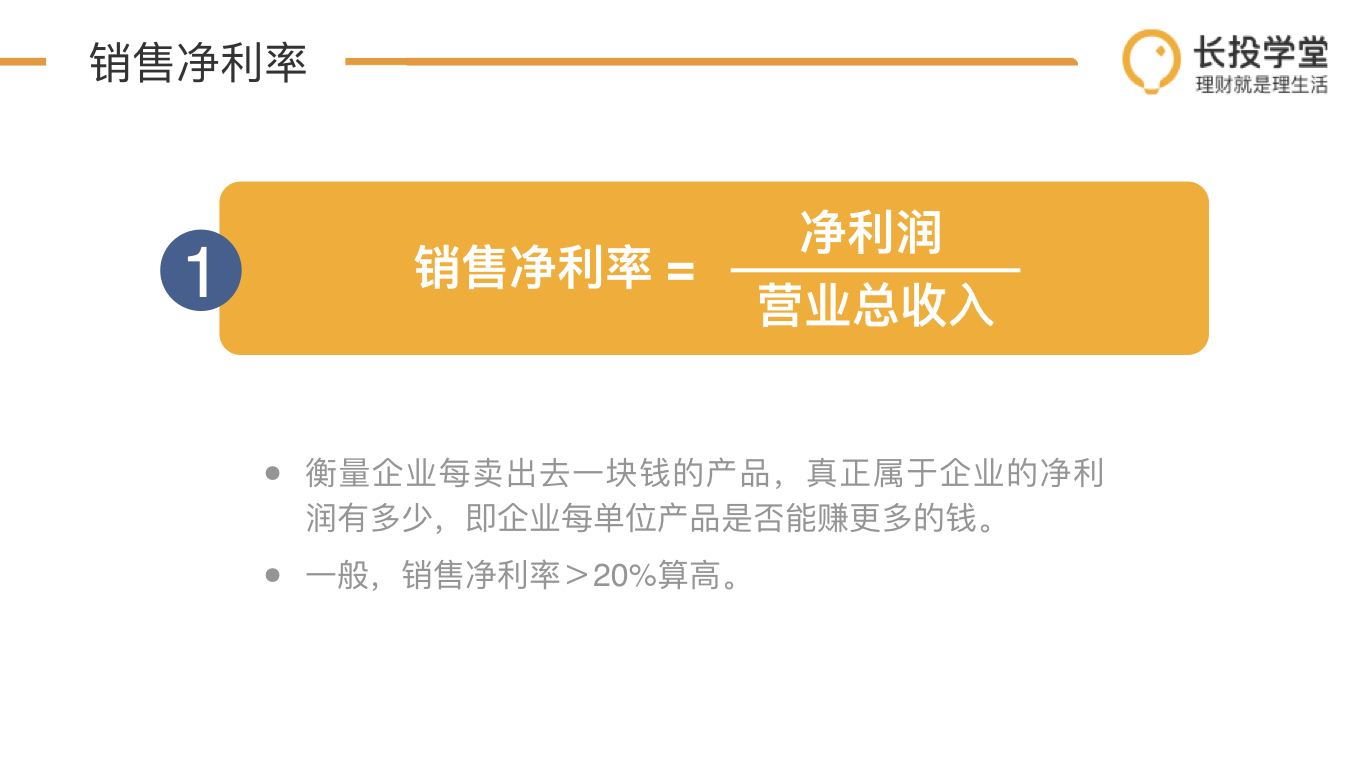 销售净利率
长投学堂
理财就是理生活
1
销售净利率 =
净利润
营业总收入
● 衡量企业每卖出去一块钱的产品，真正属于企业的净利
润有多少，即企业每单位产品是否能赚更多的钱。
● 一般，销售净利率＞20%算高。